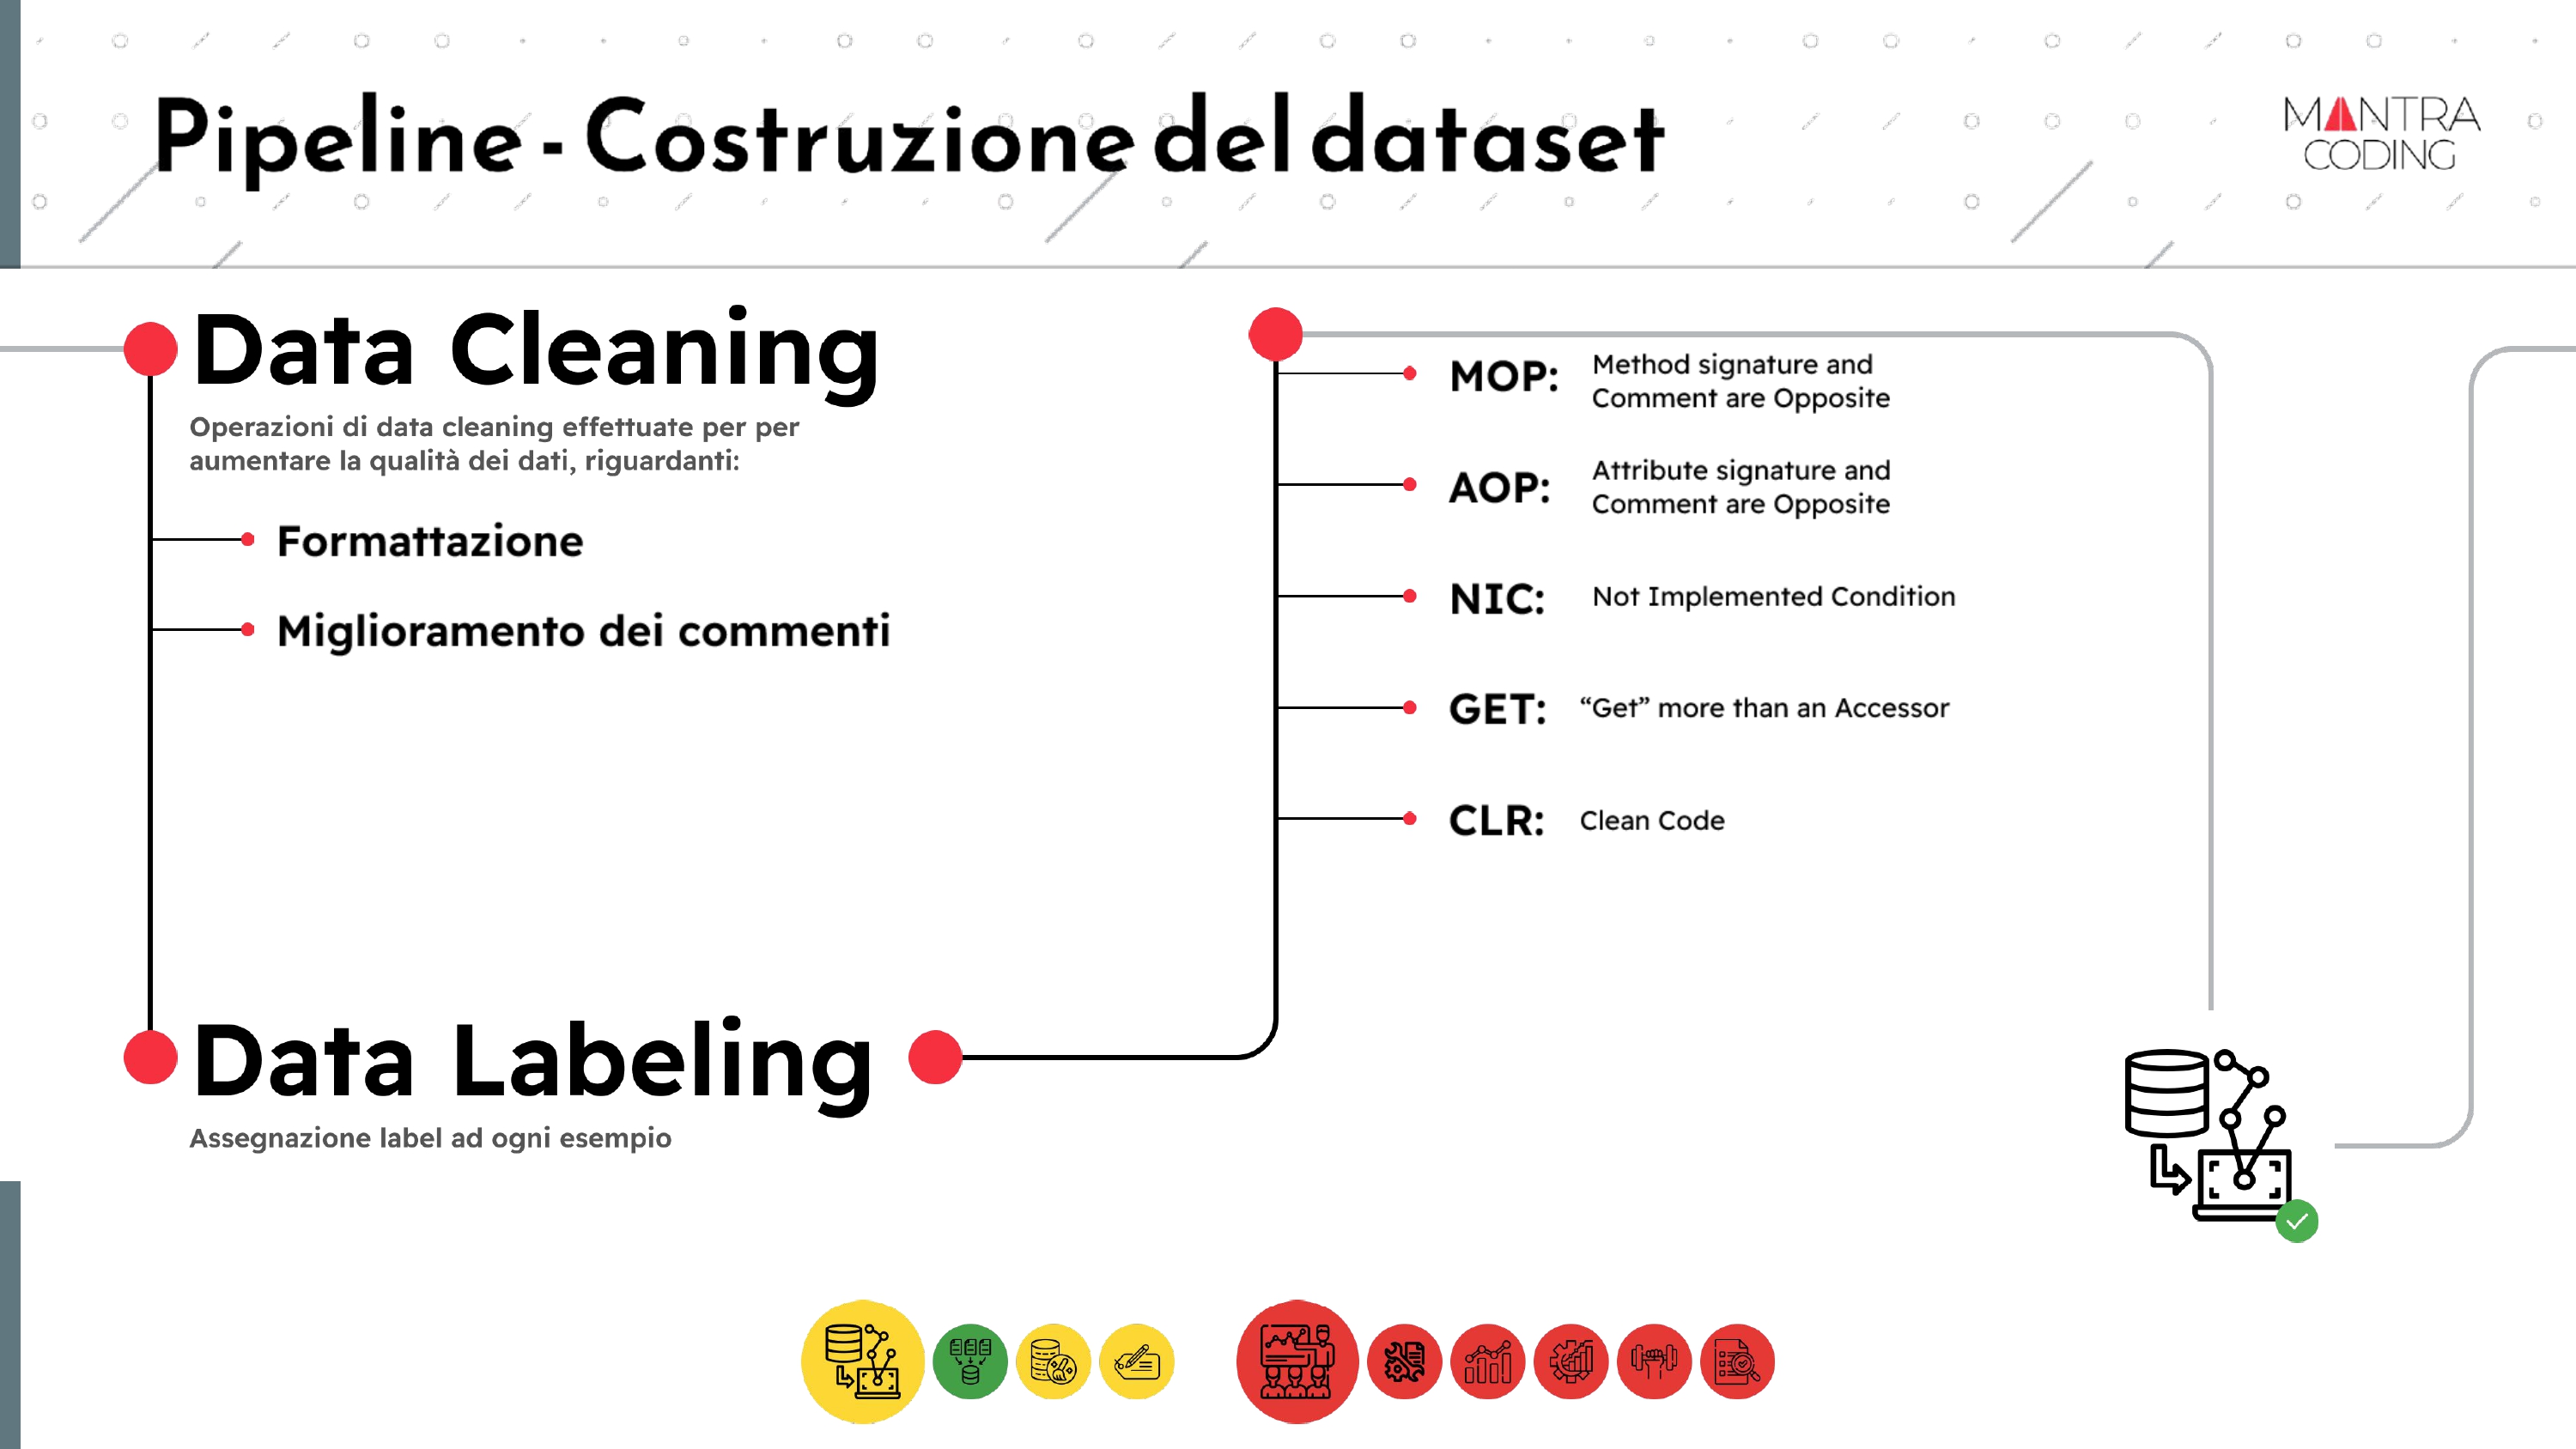 Pipeline - Costruzione del dataset
MANTRA
CODING
Data Cleaning
Operazioni di data cleaning effettuate per per
aumentare la qualità dei dati, riguardanti:
Formattazione
Miglioramento dei commenti
Data Labeling
Assegnazione label ad ogni esempio
MOP: Method signature and
Comment are Opposite
AOP: Attribute signature and
Comment are Opposite
NIC: Not Implemented Condition
GET: “Get” more than an Accessor
CLR: Clean Code